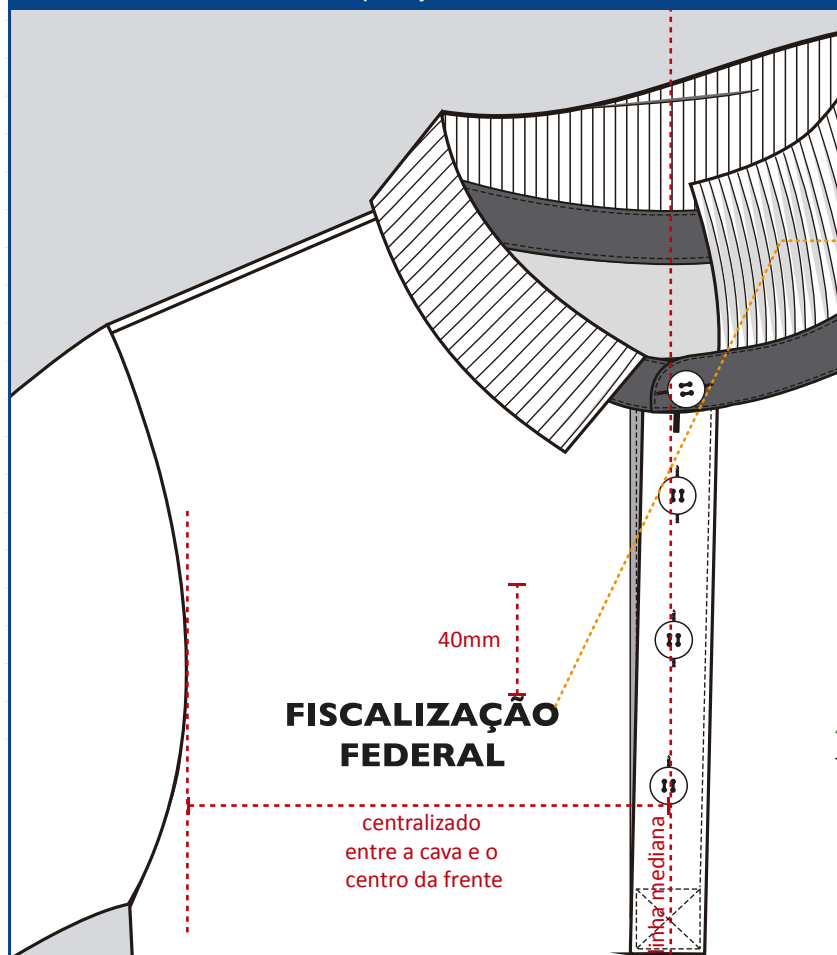 40mm
FISCALIZAÇÃO
FEDERAL
centralizado
entre a cava e o
centro da frente
linha mediana